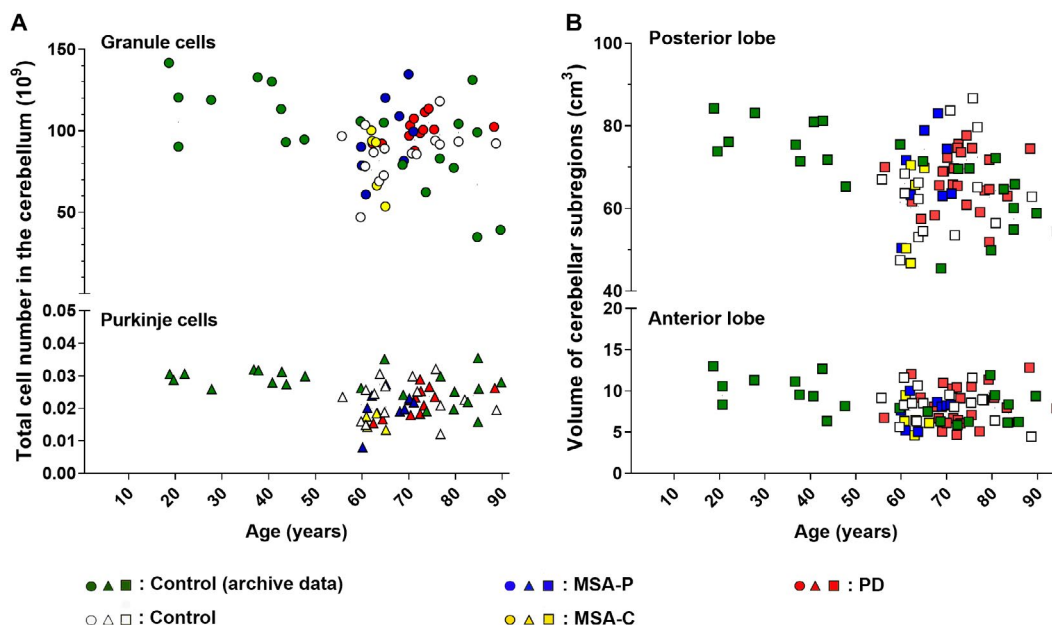 A
Granule cells
Total cell number in the cerebellum (10⁹)
150
100
50
Purkinje cells
0.05
0.04
0.03
0.02
0.01
0.00
10 20 30 40 50 60 70 80 90
Age (years)
B
Posterior lobe
Volume of cerebellar subregions (cm³)
100
80
60
40
Anterior lobe
20
15
10
5
0
10 20 30 40 50 60 70 80 90
Age (years)
: Control (archive data)
: MSA-P
: PD
: Control
: MSA-C